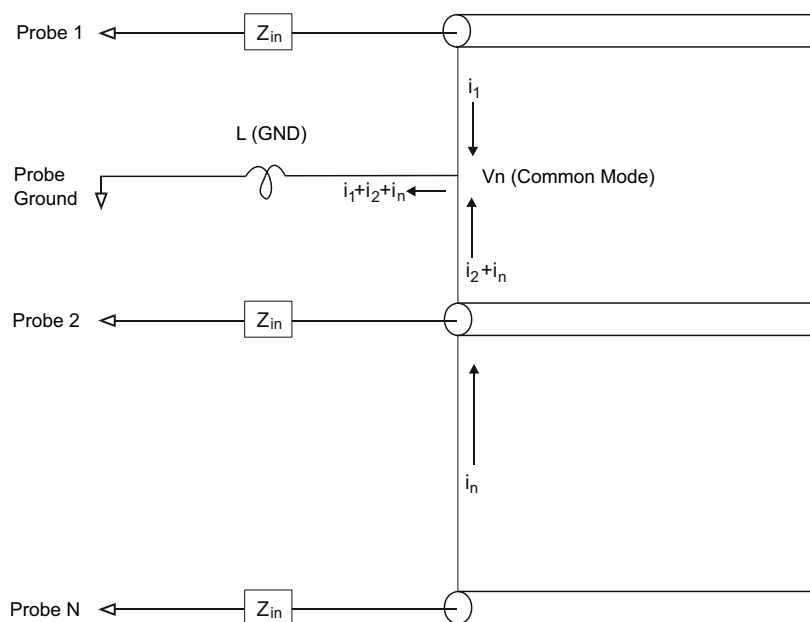 Probe 1
Zin
i1
L (GND)
Probe
Ground
i1+i2+in
Vn (Common Mode)
i2+in
Probe 2
Zin
in
Probe N
Zin